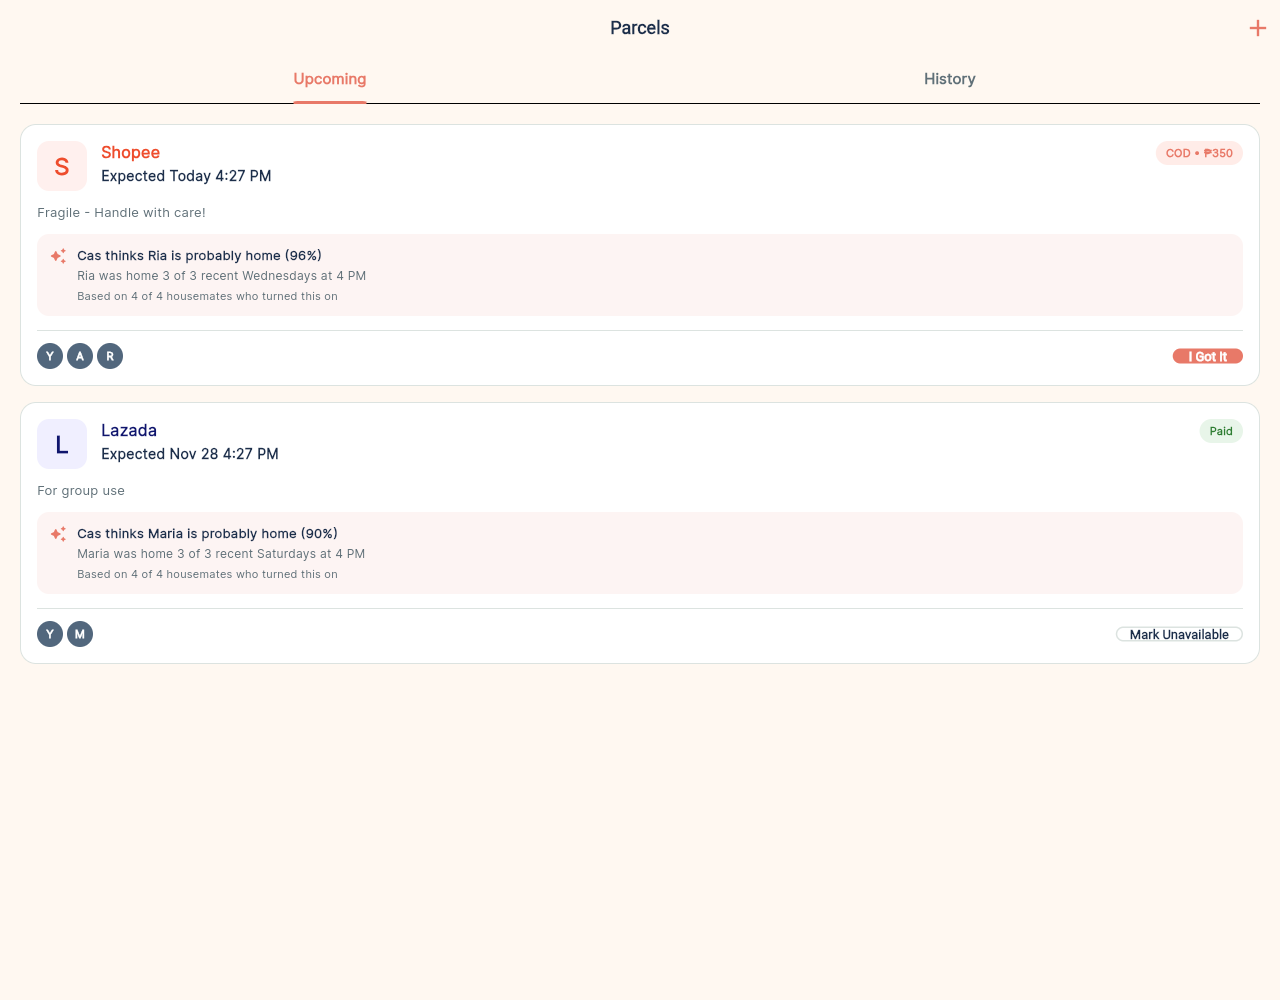 Parcels
Upcoming
History
S
Shopee
Expected Today 4:27 PM
COD • ₱350
Fragile - Handle with care!
Cas thinks Ria is probably home (96%)
Ria was home 3 of 3 recent Wednesdays at 4 PM
Based on 4 of 4 housemates who turned this on
Y A R
I Got It
L
Lazada
Expected Nov 28 4:27 PM
Paid
For group use
Cas thinks Maria is probably home (90%)
Maria was home 3 of 3 recent Saturdays at 4 PM
Based on 4 of 4 housemates who turned this on
Y M
Mark Unavailable